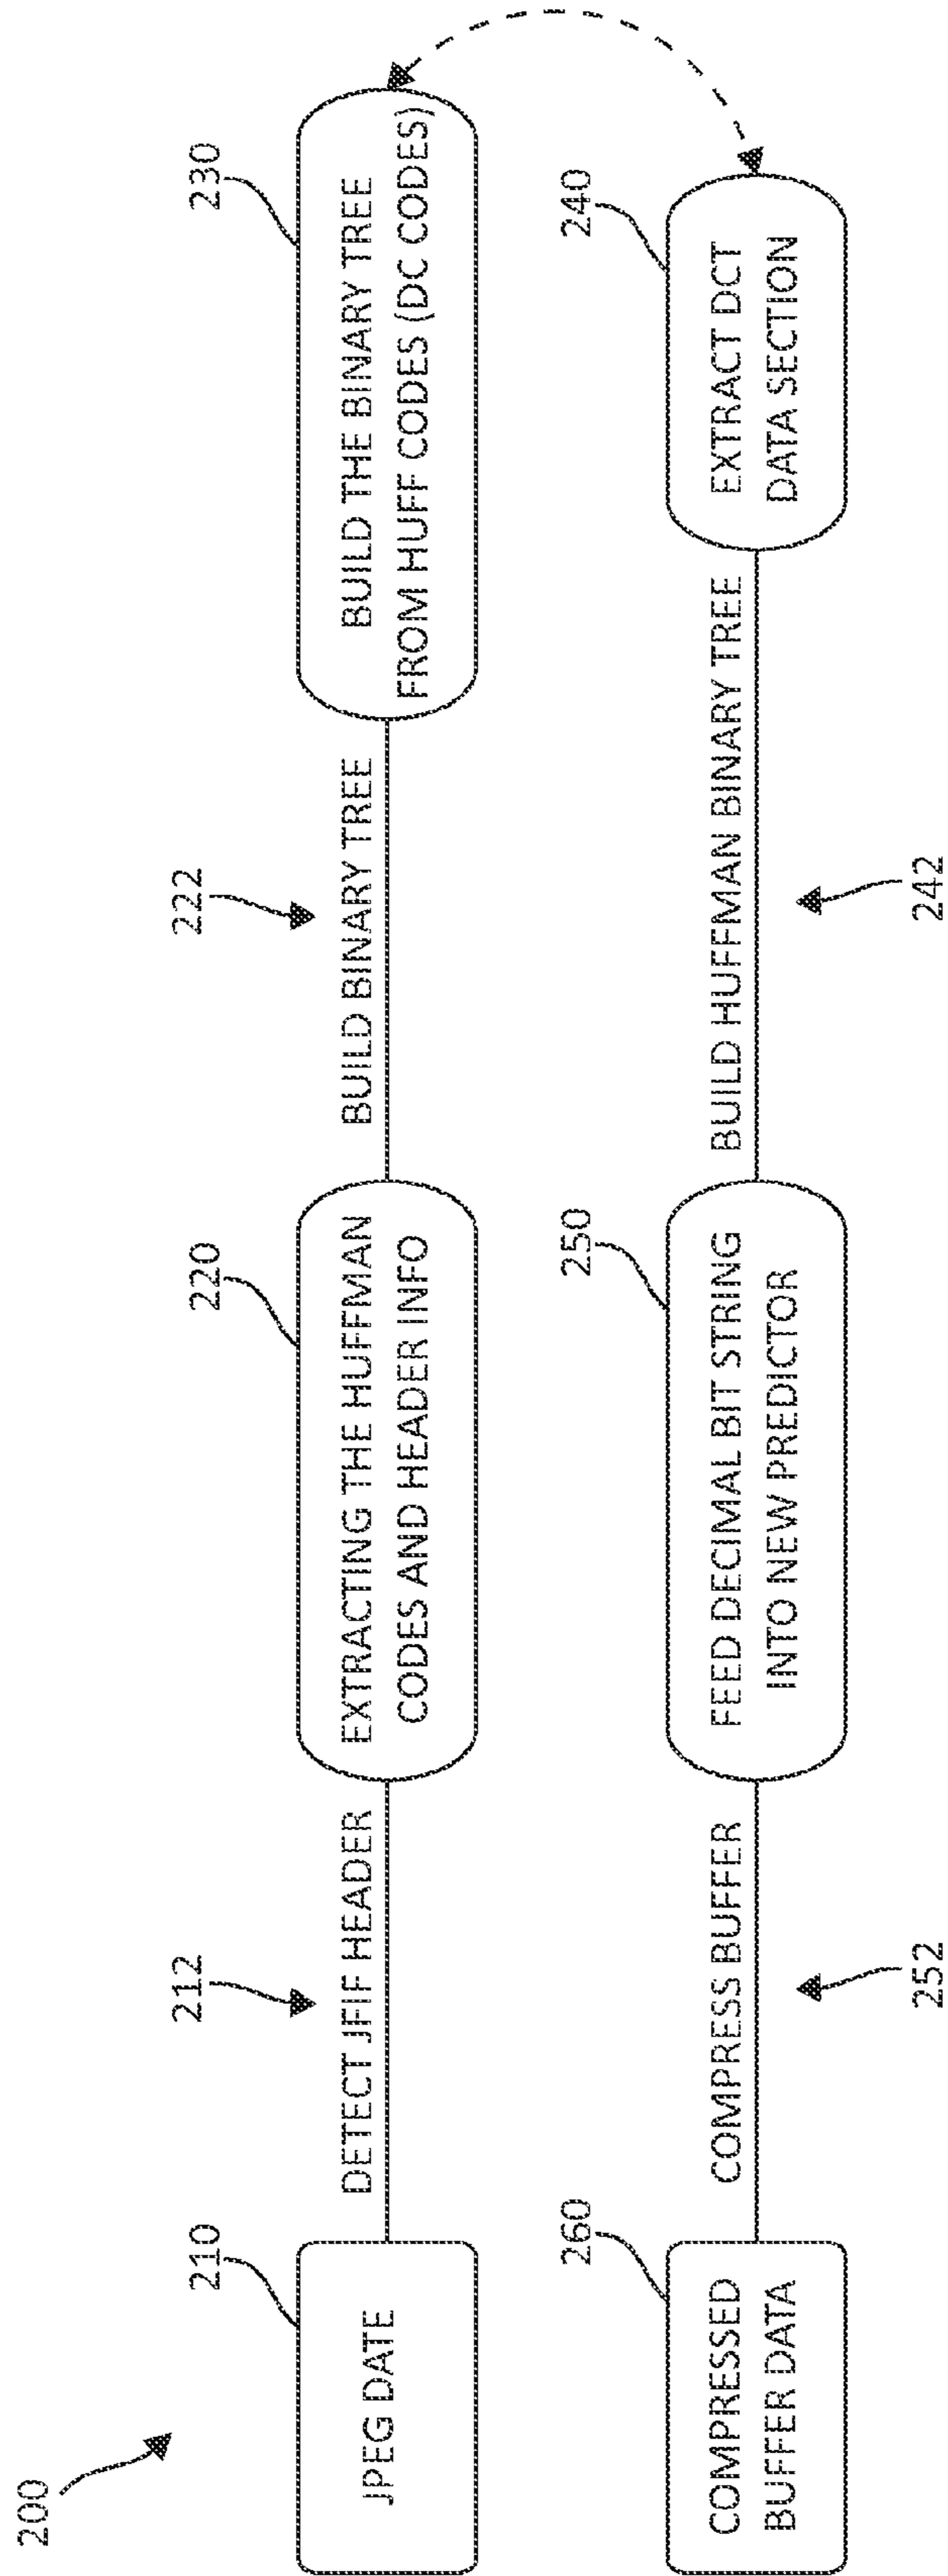 200
210
JPEG DATE
212
DETECT JFIF HEADER
220
EXTRACTING THE HUFFMAN
CODES AND HEADER INFO
222
BUILD BINARY TREE
230
BUILD THE BINARY TREE
FROM HUFF CODES (DC CODES)
240
EXTRACT DCT
DATA SECTION
BUILD HUFFMAN BINARY TREE
242
250
FEED DECIMAL BIT STRING
INTO NEW PREDICTOR
COMPRESS BUFFER
252
260
COMPRESSED
BUFFER DATA